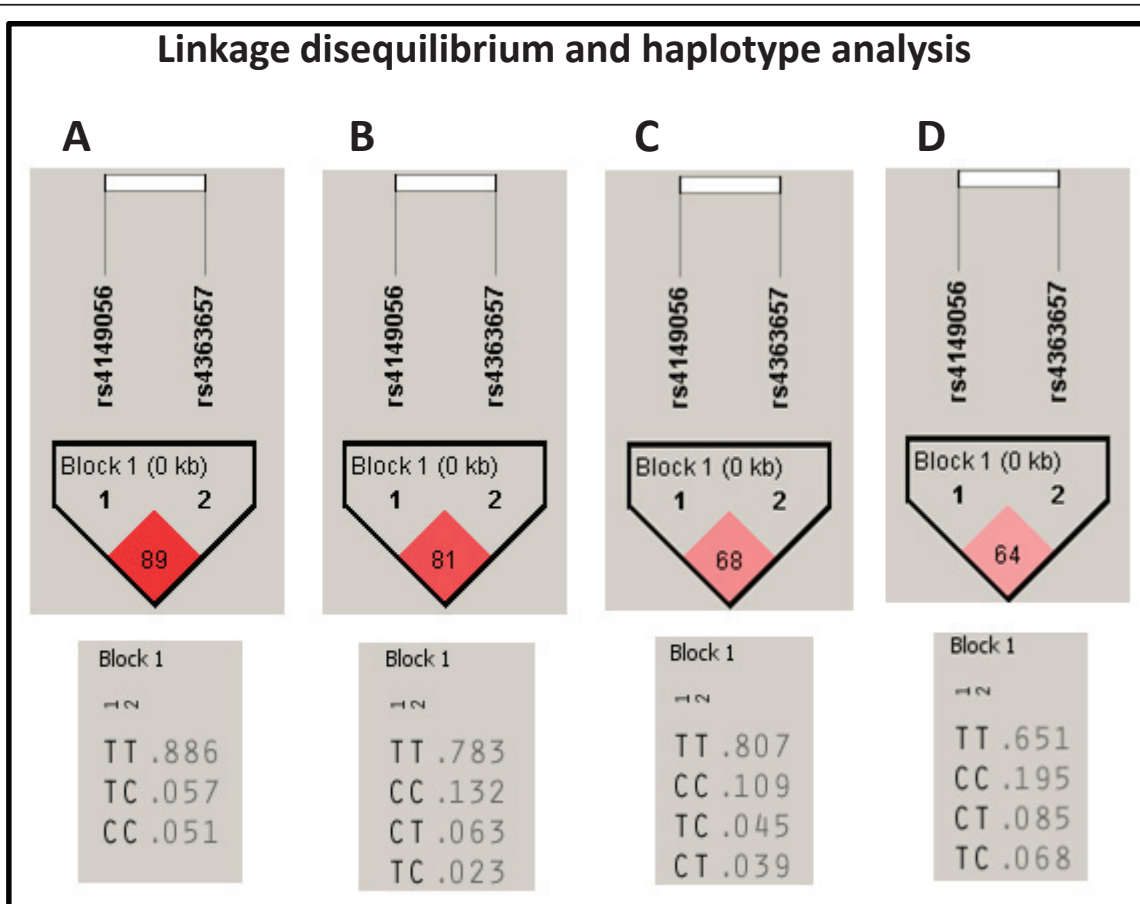 Linkage disequilibrium and haplotype analysis
A
rs4149056
rs4363657
Block 1 (0 kb)
1 2
89
Block 1
1 2
TT .886
TC .057
CC .051
B
rs4149056
rs4363657
Block 1 (0 kb)
1 2
81
Block 1
1 2
TT .783
CC .132
CT .063
TC .023
C
rs4149056
rs4363657
Block 1 (0 kb)
1 2
68
Block 1
1 2
TT .807
CC .109
TC .045
CT .039
D
rs4149056
rs4363657
Block 1 (0 kb)
1 2
64
Block 1
1 2
TT .651
CC .195
CT .085
TC .068